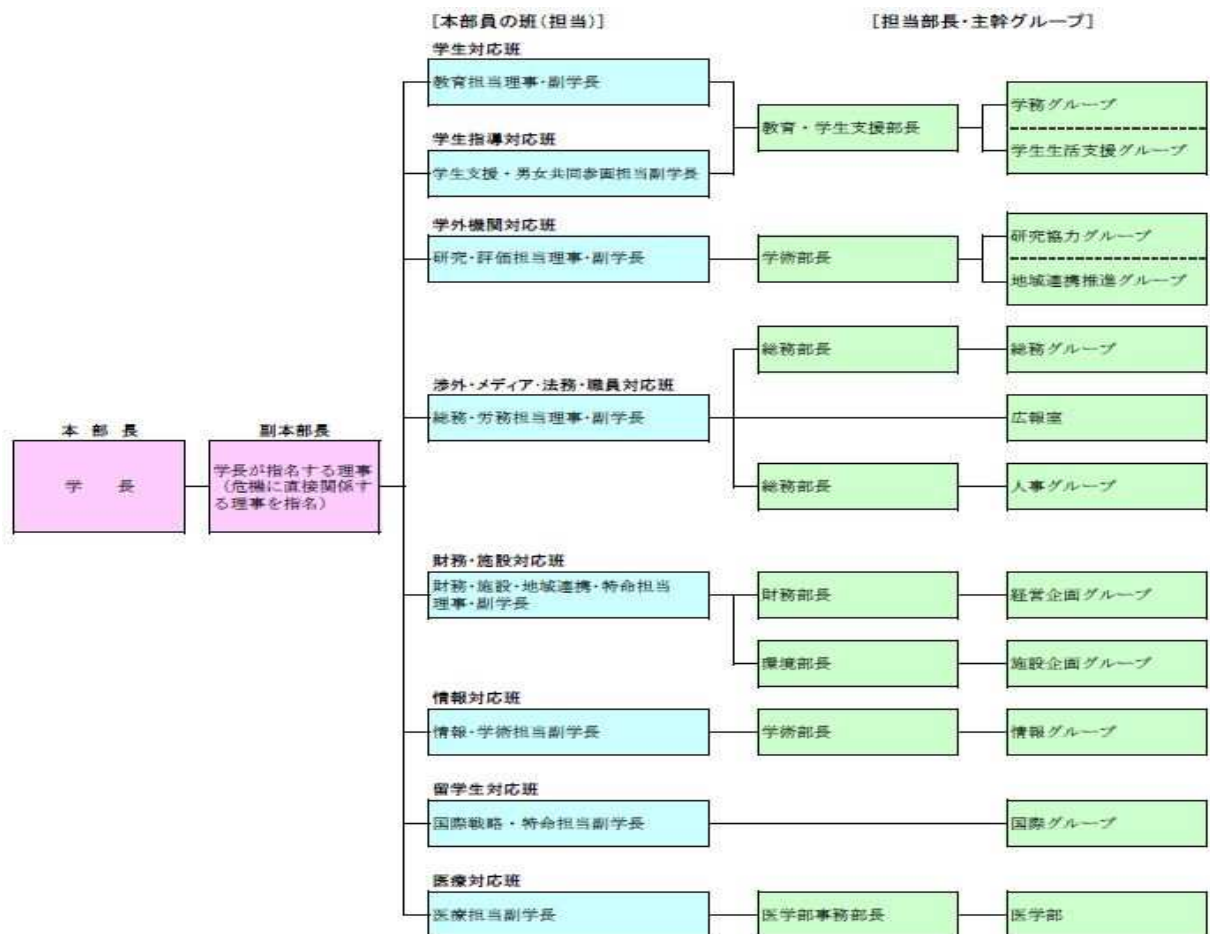 [本部員の班(担当)]
[担当部長・主幹グループ]
学生対応班
教育担当理事・副学長
学生指導対応班
学生支援・男女共同参画担当副学長
教育・学生支援部長
学務グループ
学生生活支援グループ
学外機関対応班
研究・評価担当理事・副学長
学術部長
研究協力グループ
地域連携推進グループ
渉外・メディア・法務・職員対応班
総務・労務担当理事・副学長
総務部長
総務グループ
広報室
総務部長
人事グループ
本 部 長
学 長
副本部長
学長が指名する理事
(危機に直接関係す
る理事を指名)
財務・施設対応班
財務・施設・地域連携・特命担当
理事・副学長
財務部長
経営企画グループ
環境部長
施設企画グループ
情報対応班
情報・学術担当副学長
学術部長
情報グループ
留学生対応班
国際戦略・特命担当副学長
国際グループ
医療対応班
医療担当副学長
医学部事務部長
医学部